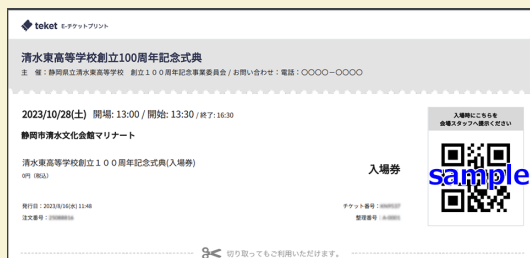 teket E-チケットプリント
清水東高等学校創立100周年記念式典
主 催：静岡県立清水東高等学校 創立１００周年記念事業委員会 / お問い合わせ：電話：〇〇〇〇ー〇〇〇〇
2023/10/28(土) 開場: 13:00 / 開始: 13:30 / 終了: 16:30
静岡市清水文化会館マリナート
清水東高等学校創立１００周年記念式典(入場券)
0円（税込）
入場券
発行日：2023/8/16(水) 11:48
注文番号：
チケット番号：
整理番号：
入場時にこちらを
会場スタッフへ提示ください
sample
切り取ってもご利用いただけます。